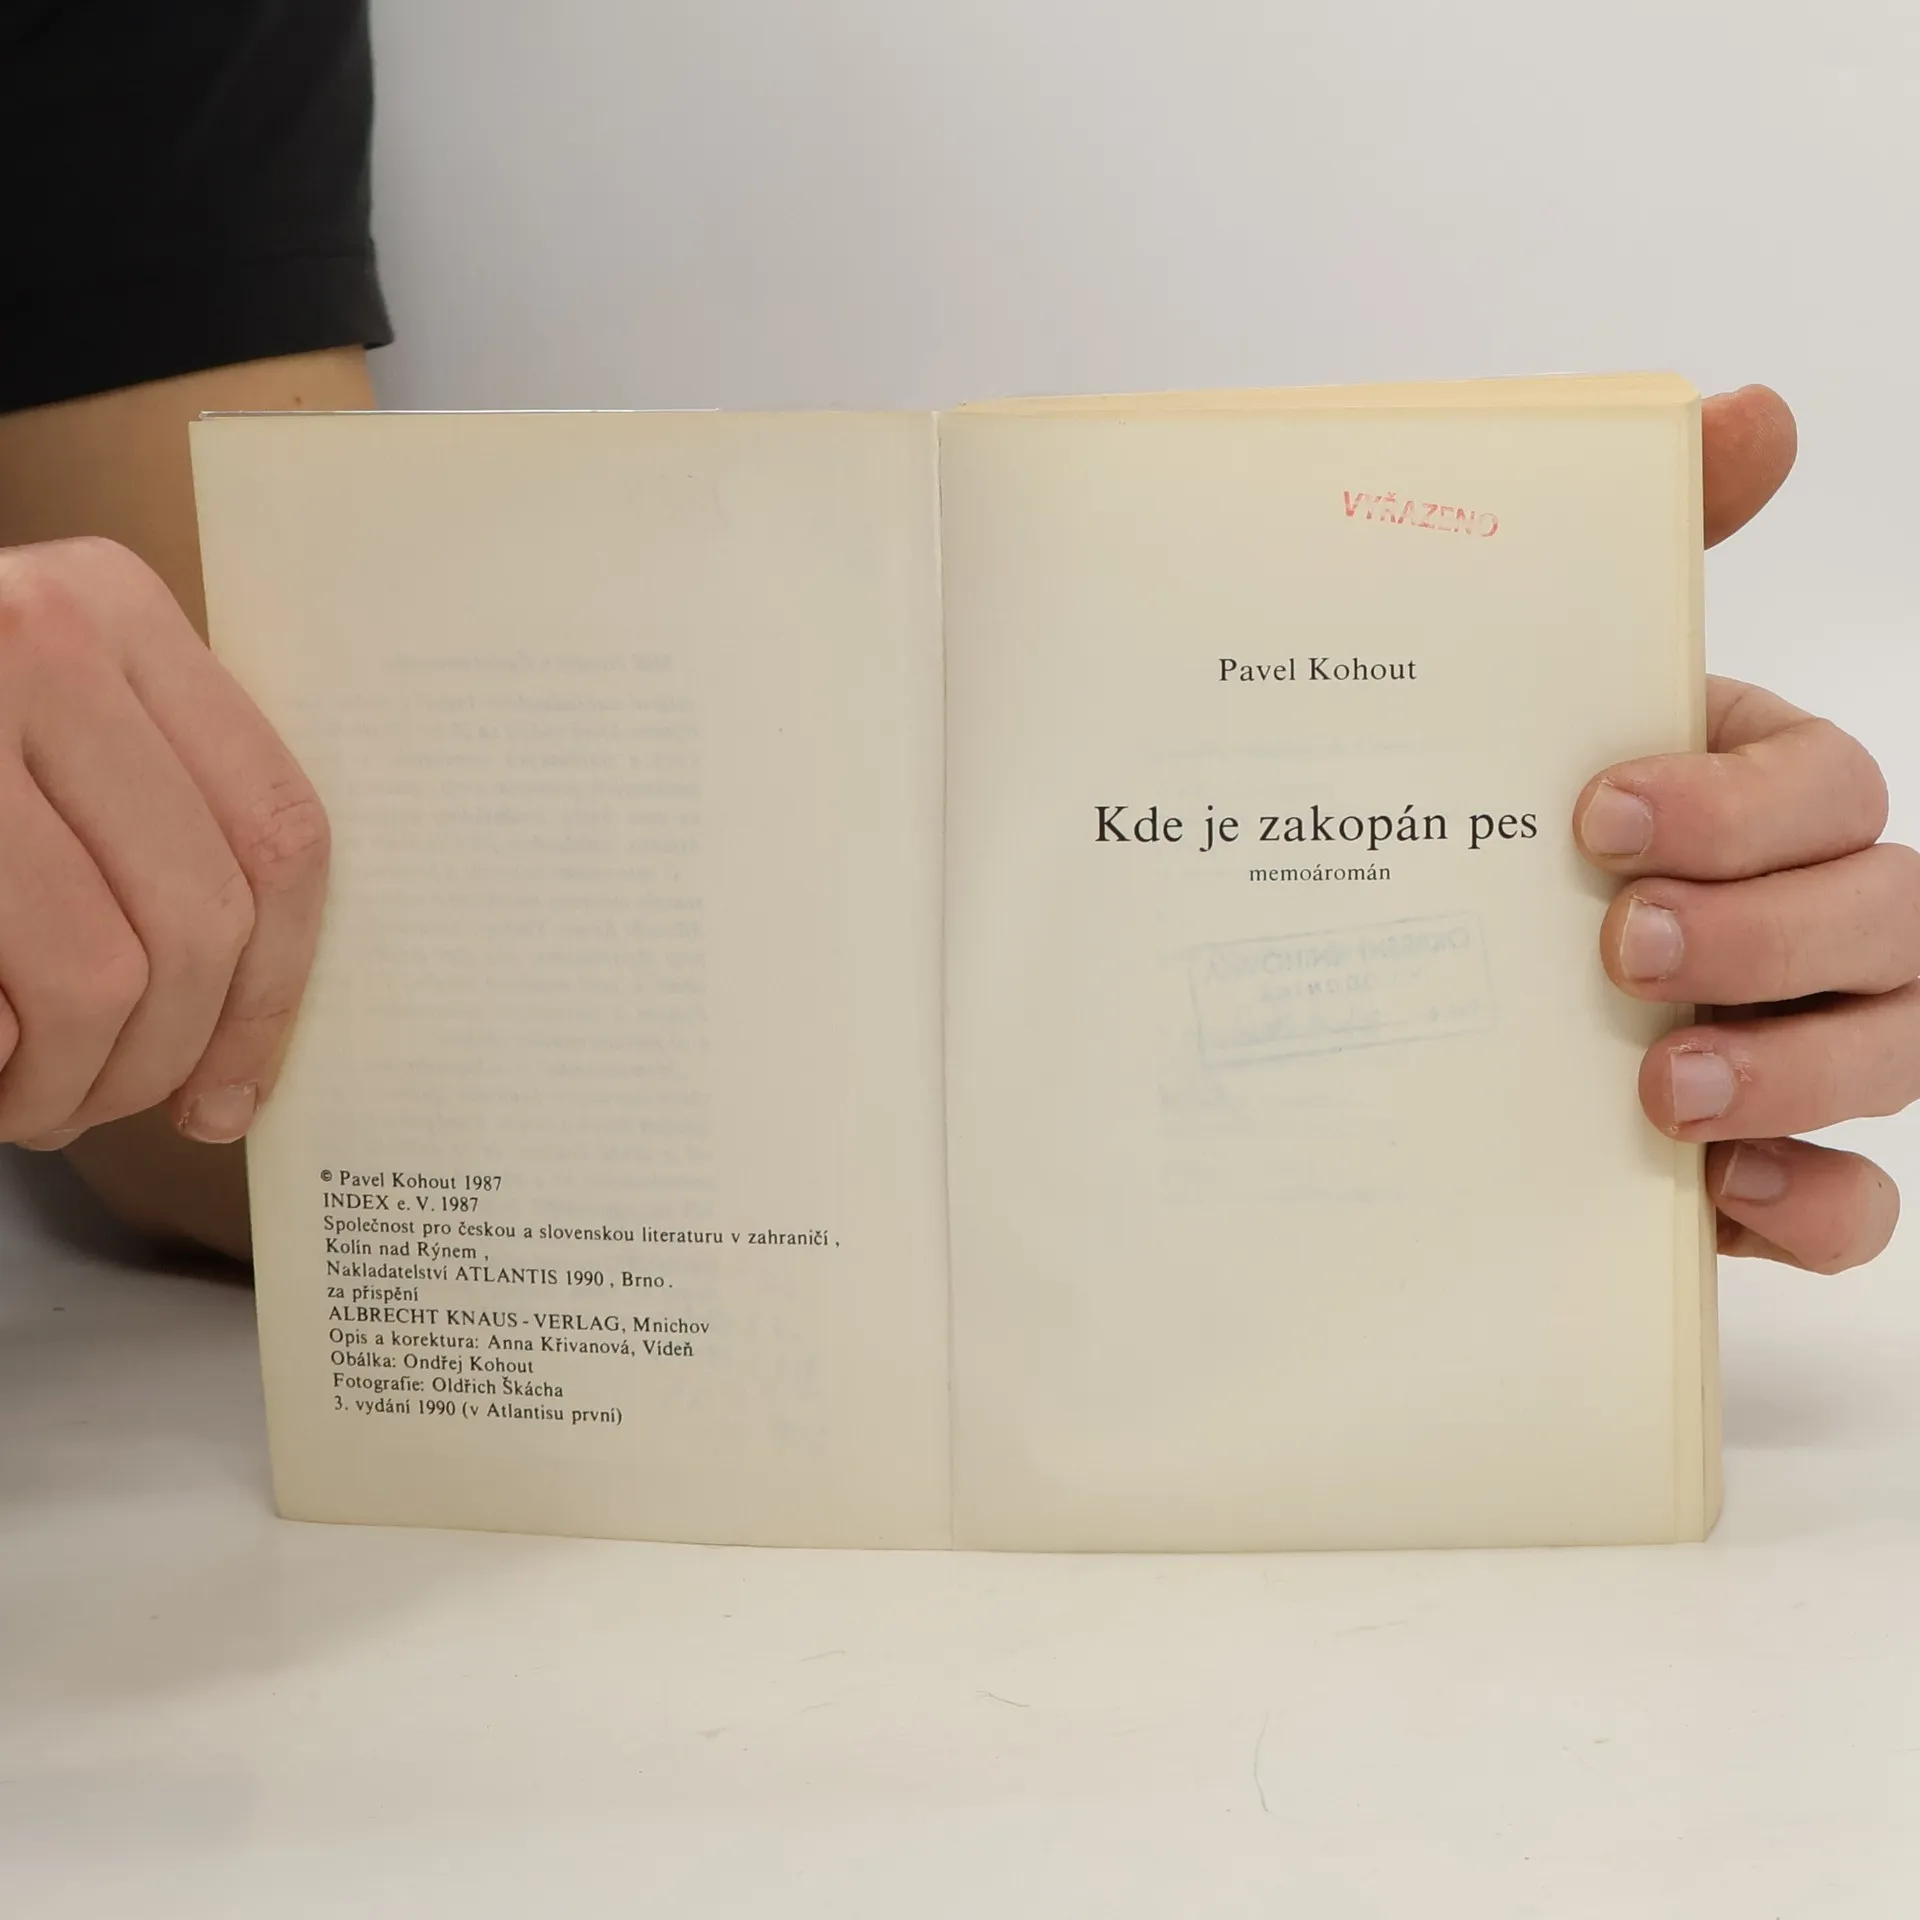 © Pavel Kohout 1987
INDEX e. V. 1987
Společnost pro českou a slovenskou literaturu v zahraničí ,
Kolín nad Rýnem ,
Nakladatelství ATLANTIS 1990 , Brno .
za přispění
ALBRECHT KNAUS - VERLAG, Mnichov
Opis a korektura: Anna Křivanová, Vídeň
Obálka: Ondřej Kohout
Fotografie: Oldřich Škácha
3. vydání 1990 (v Atlantisu první)
VYŘAZENO
Pavel Kohout
Kde je zakopán pes
memoáromán